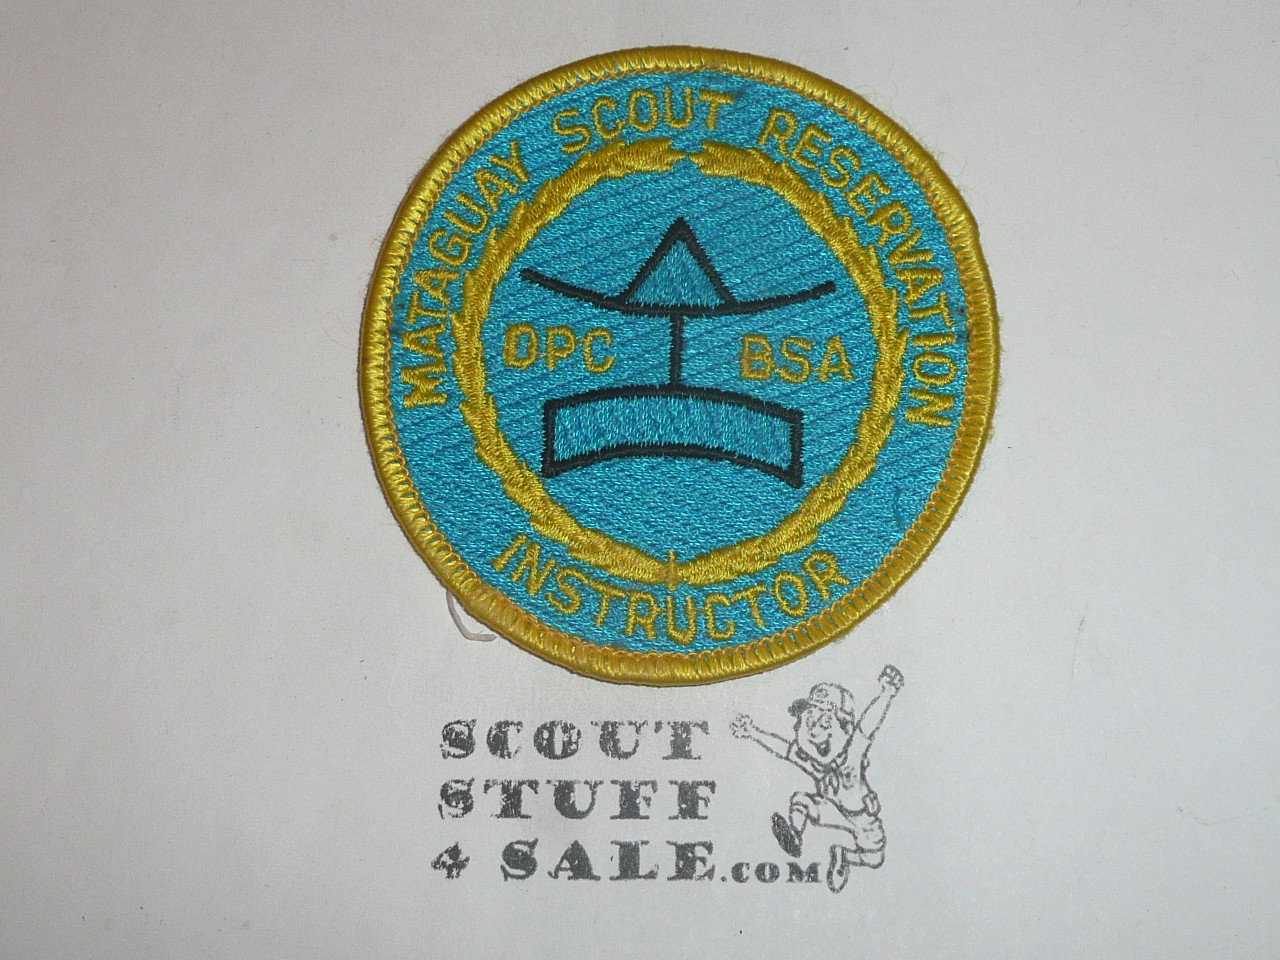 MATAGUAY SCOUT RESERVATION
DPC BSA
INSTRUCTOR
SCOUT
STUFF
4 SALE.COM